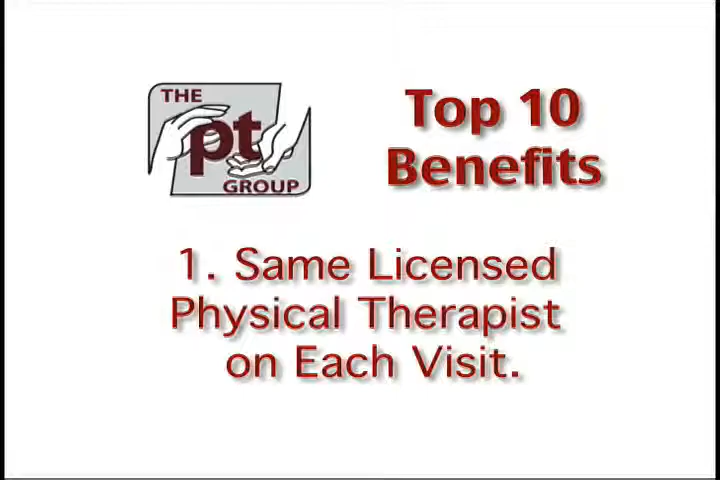 THE
pt
GROUP
Top 10
Benefits
1. Same Licensed
Physical Therapist
on Each Visit.